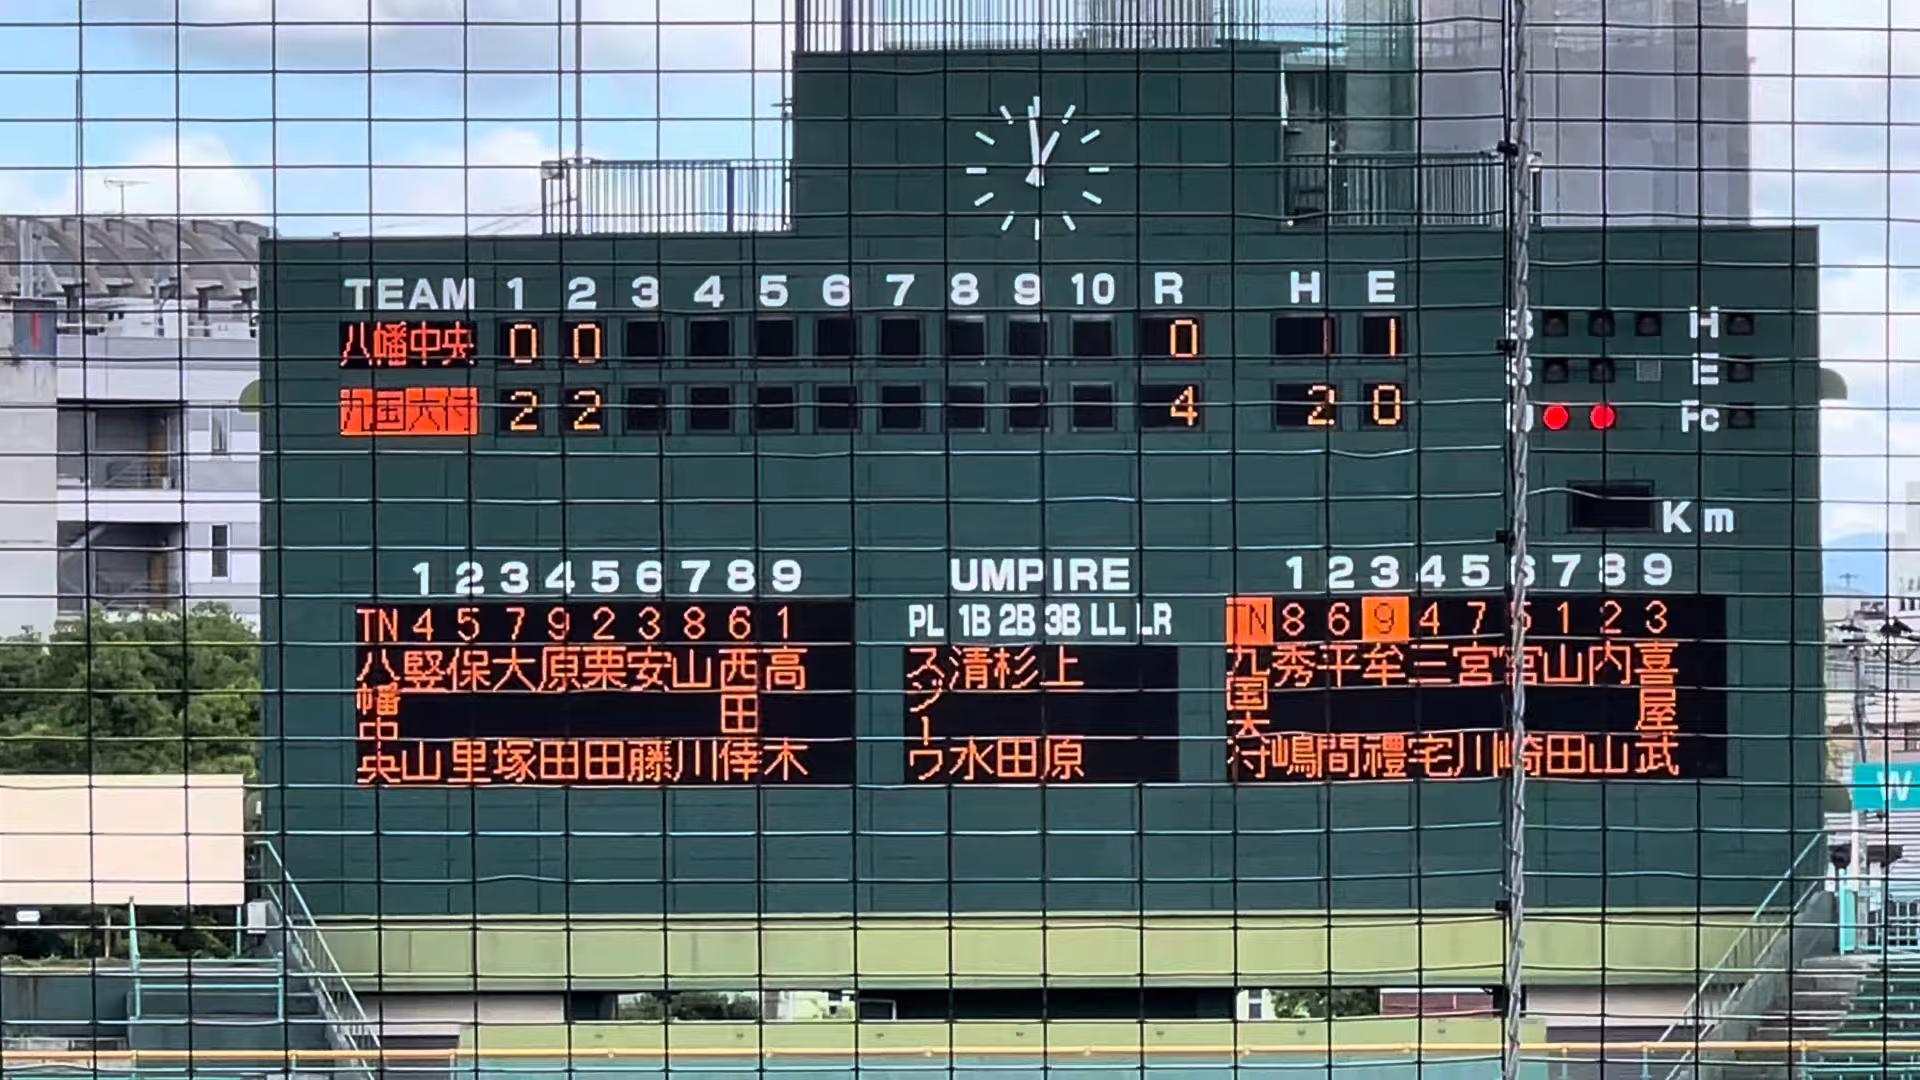 TEAM 1 2 3 4 5 6 7 8 9 10 R H E
八幡中央 0 0 0 1 1
九国大付 2 2 4 2 0
B H
S E
O Fc
Km
1 2 3 4 5 6 7 8 9
TN 4 5 7 9 2 3 8 6 1
八幡中央 竪山 保里 大塚 原田 栗田 安藤 山川 西田倖 高木
UMPIRE
PL 1B 2B 3B LL LR
スジーウ 清水 杉田 上原
1 2 3 4 5 6 7 8 9
TN 8 6 9 4 7 5 1 2 3
九国大付 秀嶋 平間 牟禮 三宅 宮川 宮崎 山田 内山 喜屋武
W